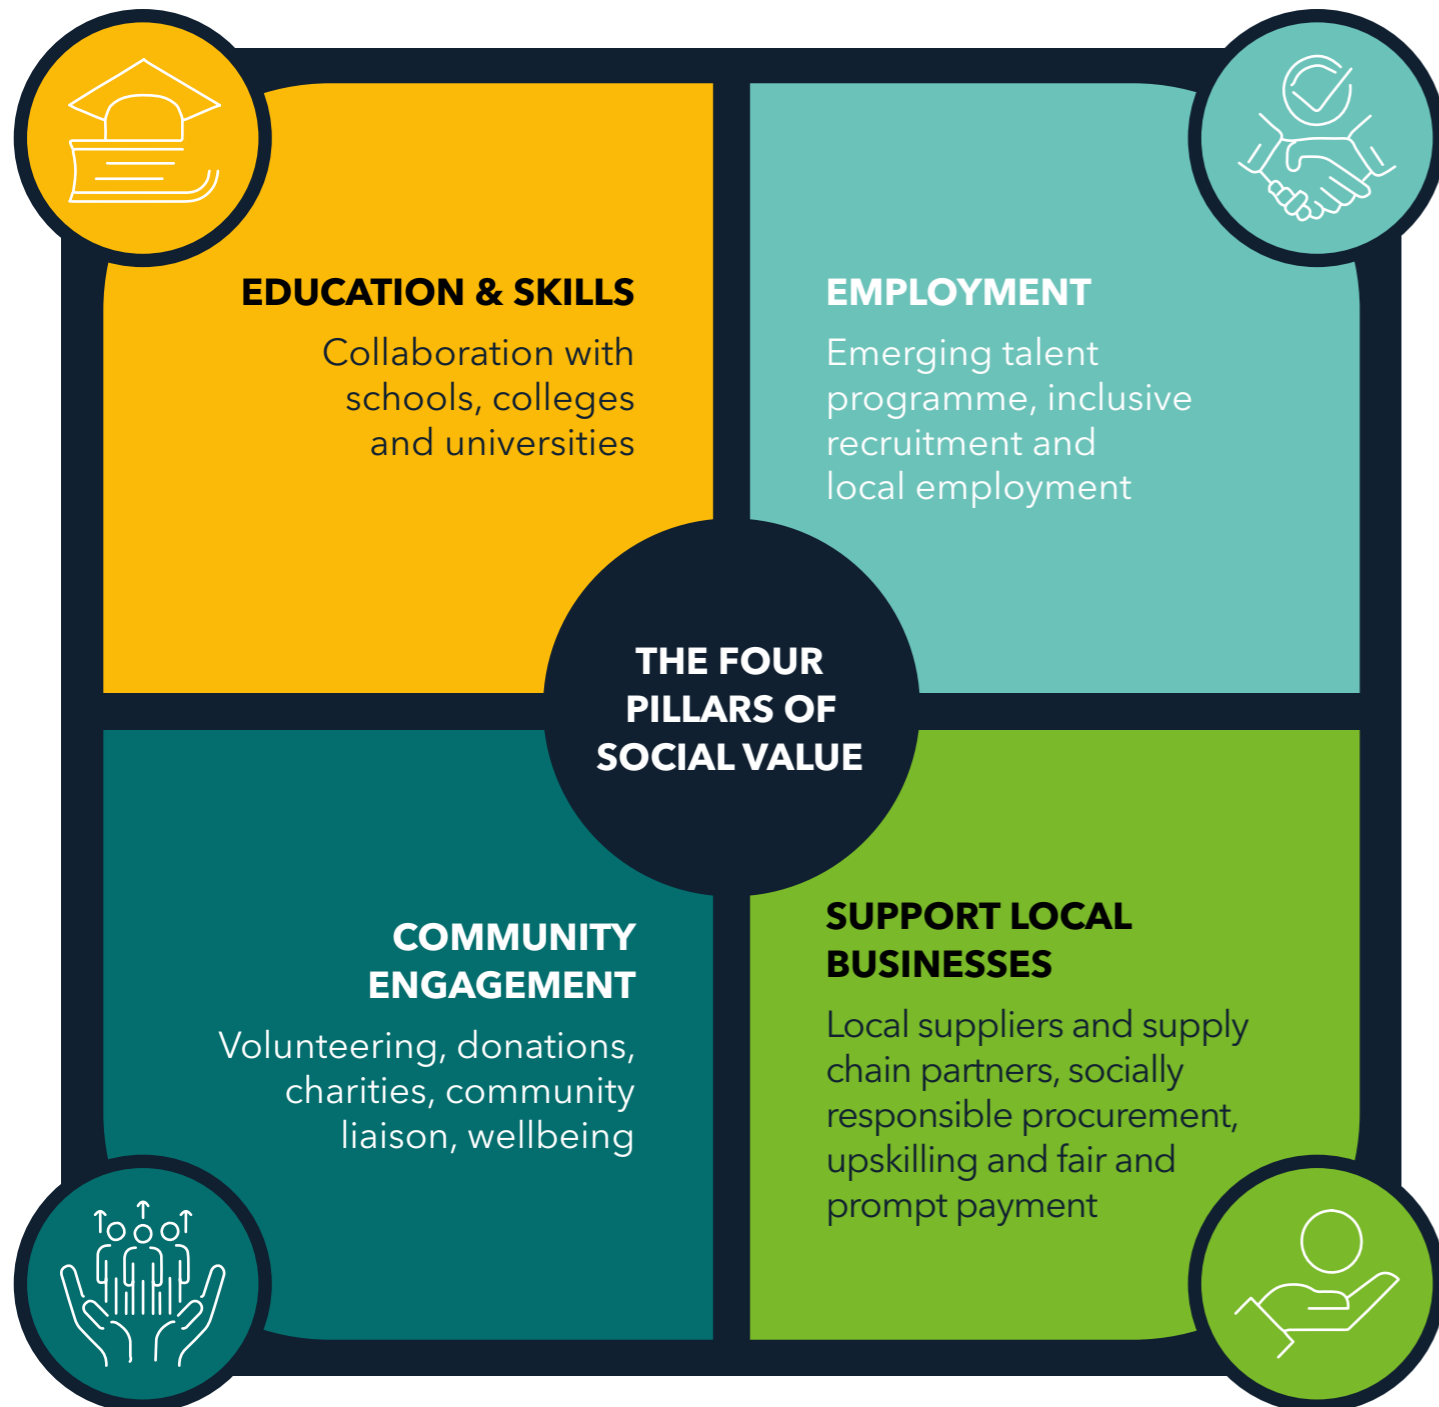 EDUCATION & SKILLS
Collaboration with
schools, colleges
and universities
EMPLOYMENT
Emerging talent
programme, inclusive
recruitment and
local employment
THE FOUR
PILLARS OF
SOCIAL VALUE
COMMUNITY
ENGAGEMENT
Volunteering, donations,
charities, community
liaison, wellbeing
SUPPORT LOCAL
BUSINESSES
Local suppliers and supply
chain partners, socially
responsible procurement,
upskilling and fair and
prompt payment